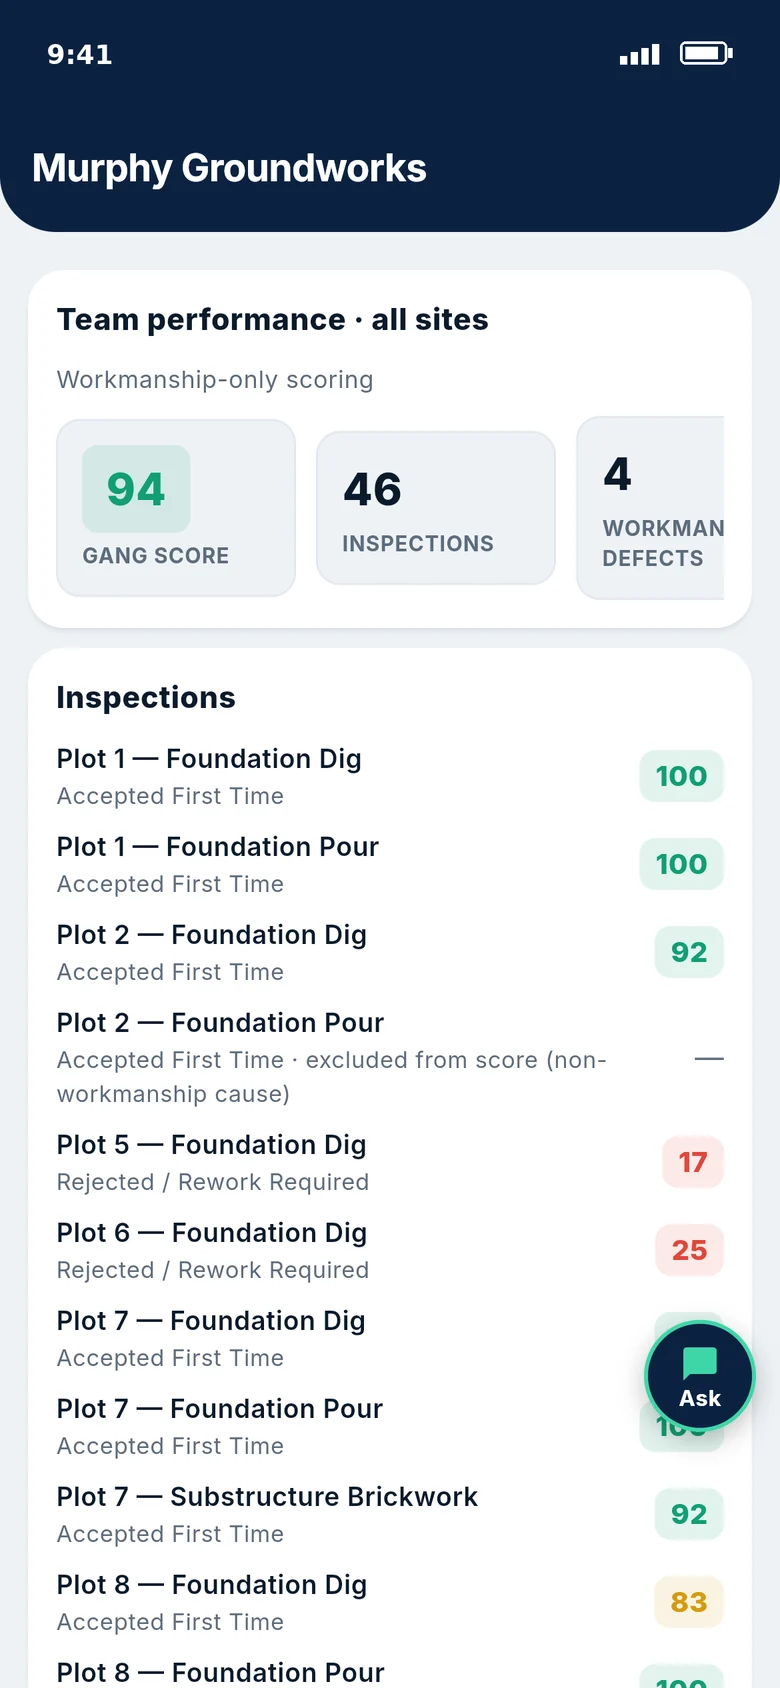 9:41
Murphy Groundworks
Team performance · all sites
Workmanship-only scoring
94
GANG SCORE
46
INSPECTIONS
4
WORKMAN
DEFECTS
Inspections
Plot 1 — Foundation Dig
Accepted First Time
100
Plot 1 — Foundation Pour
Accepted First Time
100
Plot 2 — Foundation Dig
Accepted First Time
92
Plot 2 — Foundation Pour
Accepted First Time · excluded from score (non-
workmanship cause)
—
Plot 5 — Foundation Dig
Rejected / Rework Required
17
Plot 6 — Foundation Dig
Rejected / Rework Required
25
Plot 7 — Foundation Dig
Accepted First Time
Ask
Plot 7 — Foundation Pour
Accepted First Time
100
Plot 7 — Substructure Brickwork
Accepted First Time
92
Plot 8 — Foundation Dig
Accepted First Time
83
Plot 8 — Foundation Pour
100